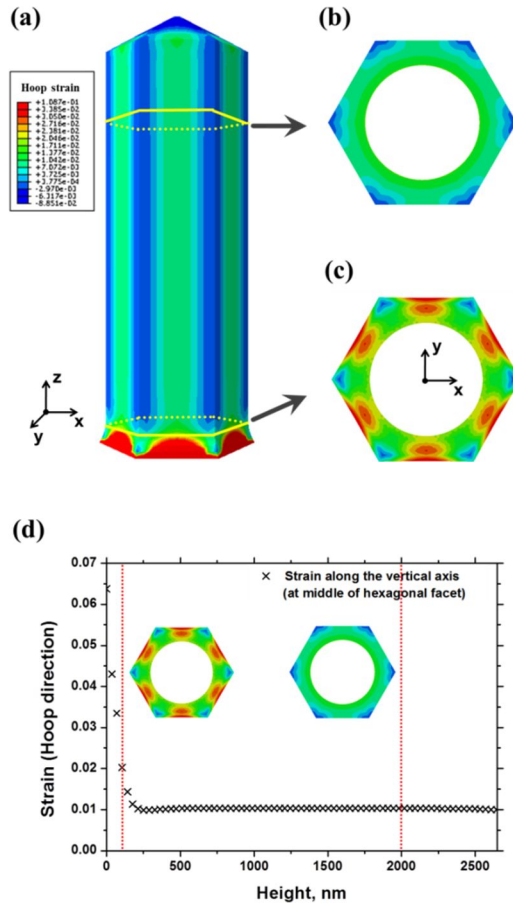 (a)
(b)
Hoop strain
+1.087e-01
+3.385e-02
+3.050e-02
+2.716e-02
+2.381e-02
+2.046e-02
+1.711e-02
+1.377e-02
+1.042e-02
+7.072e-03
+3.725e-03
+3.775e-04
-2.970e-03
-6.317e-03
-8.851e-02
(c)
y
x
z
x
y
(d)
0.07
0.06
0.05
0.04
0.03
0.02
0.01
0.00
Strain (Hoop direction)
× Strain along the vertical axis
(at middle of hexagonal facet)
0 500 1000 1500 2000 2500
Height, nm